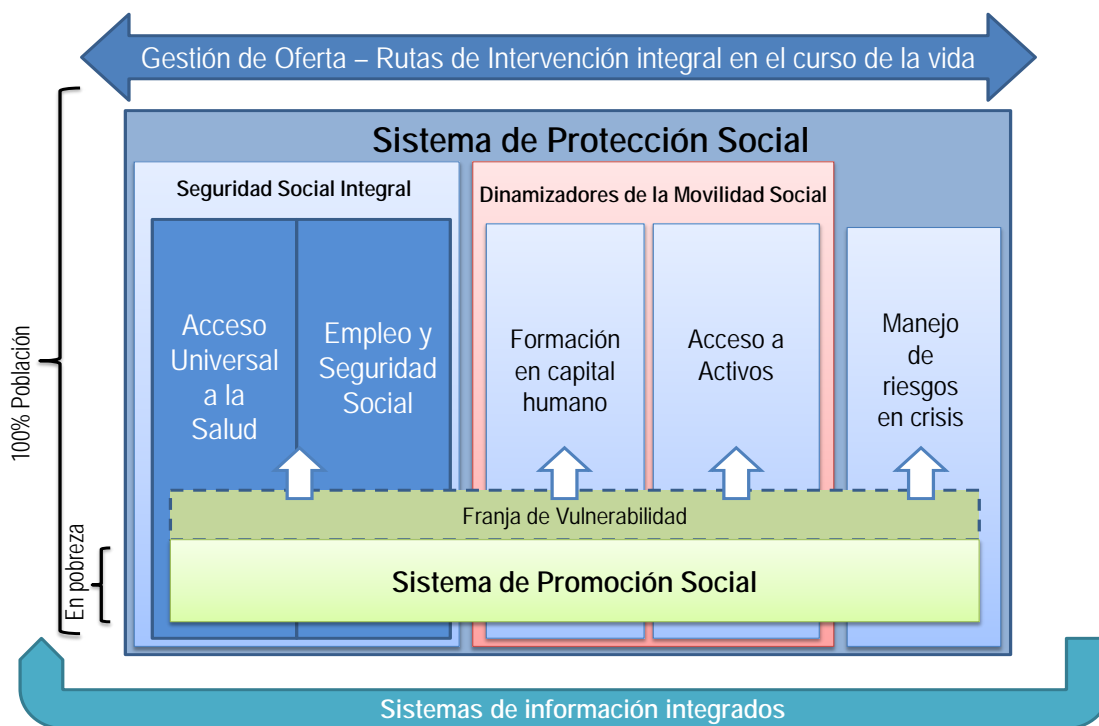 Gestión de Oferta – Rutas de Intervención integral en el curso de la vida
Sistema de Protección Social
Seguridad Social Integral
Acceso
Universal
a la
Salud
Empleo y
Seguridad
Social
Dinamizadores de la Movilidad Social
Formación
en capital
humano
Acceso a
Activos
Manejo
de
riesgos
en crisis
100% Población
En pobreza
Franja de Vulnerabilidad
Sistema de Promoción Social
Sistemas de información integrados